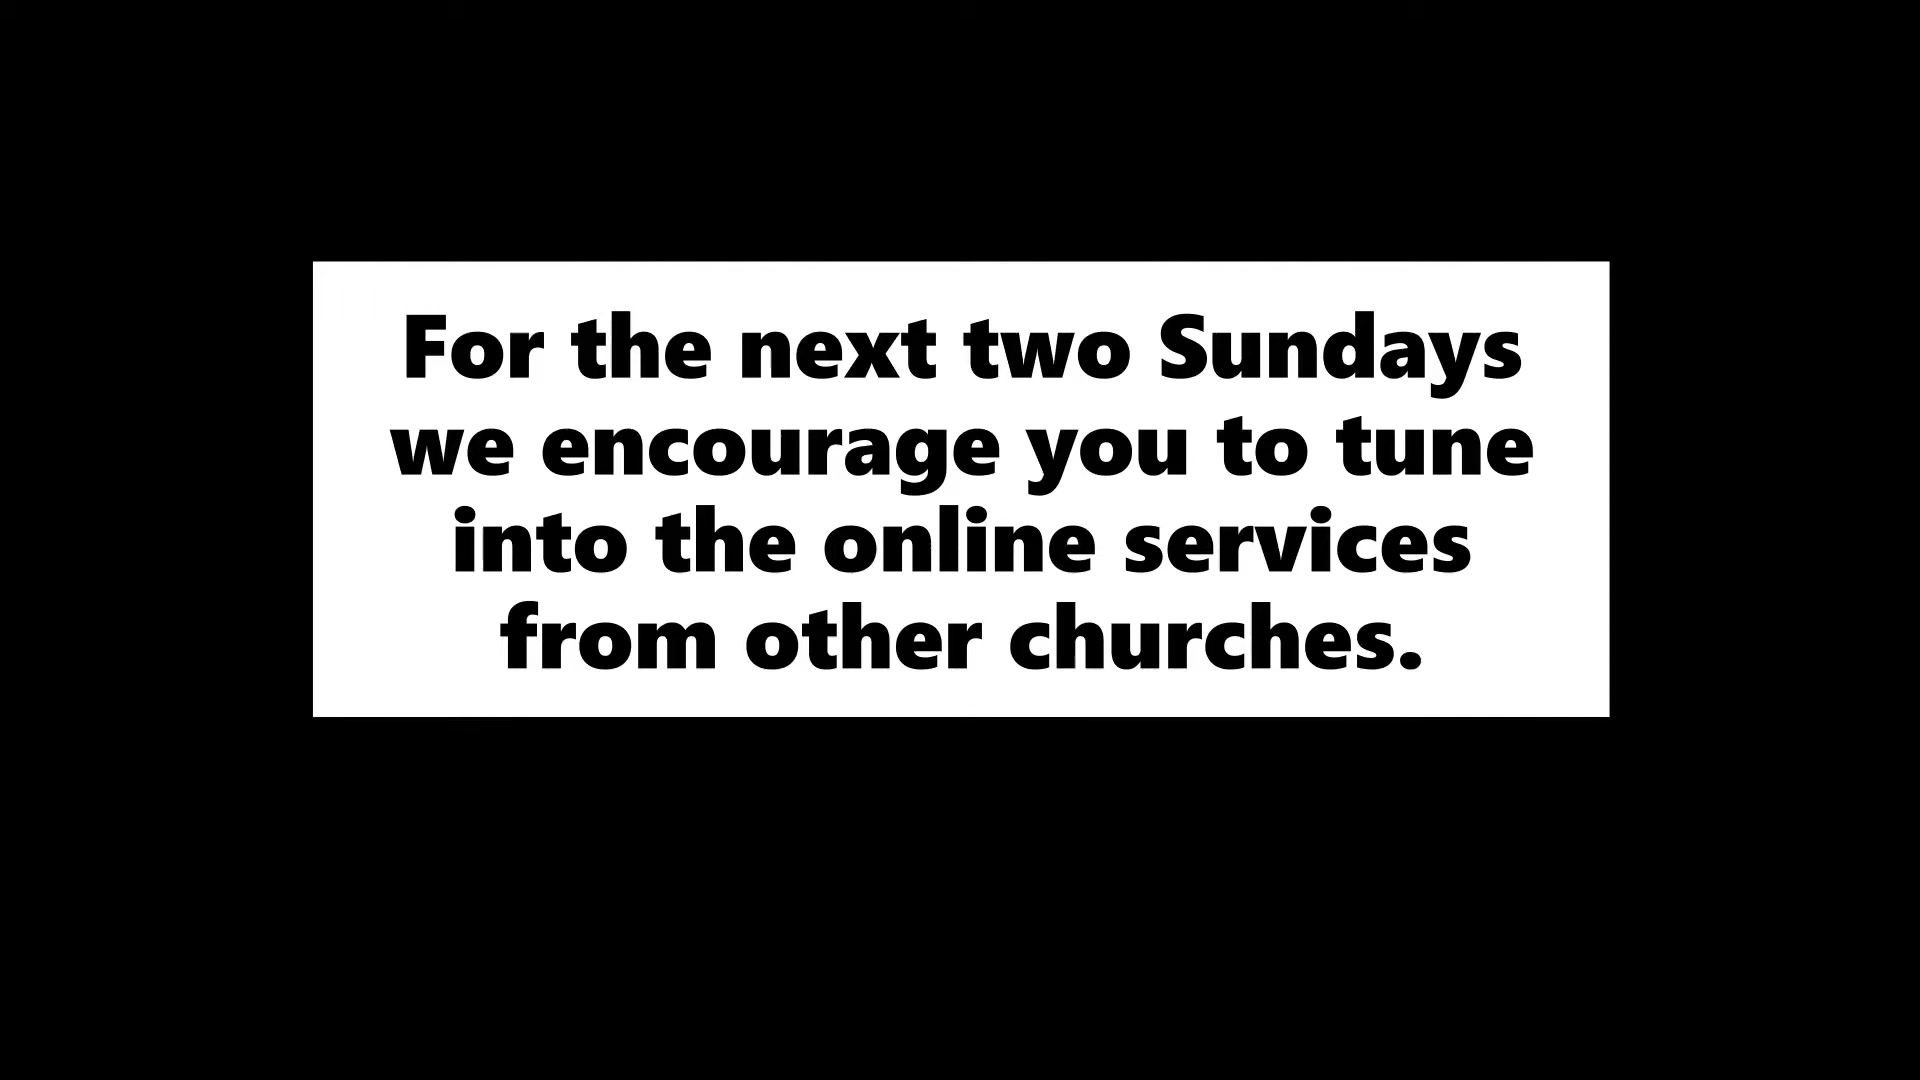 For the next two Sundays
we encourage you to tune
into the online services
from other churches.